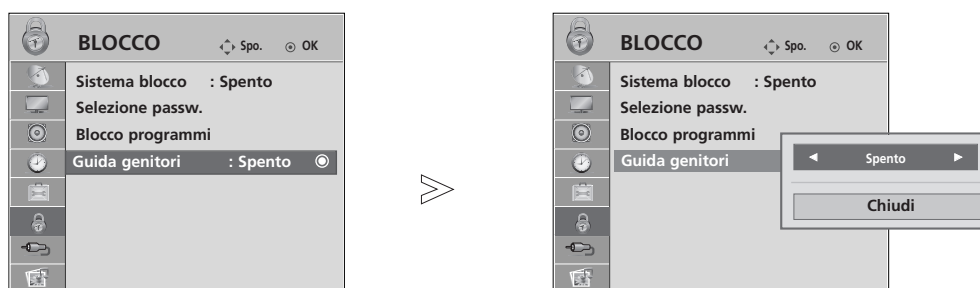 BLOCCO Spo. OK
Sistema blocco : Spento
Selezione passw.
Blocco programmi
Guida genitori : Spento
BLOCCO Spo. OK
Sistema blocco : Spento
Selezione passw.
Blocco programmi
Guida genitori
Spento
Chiudi